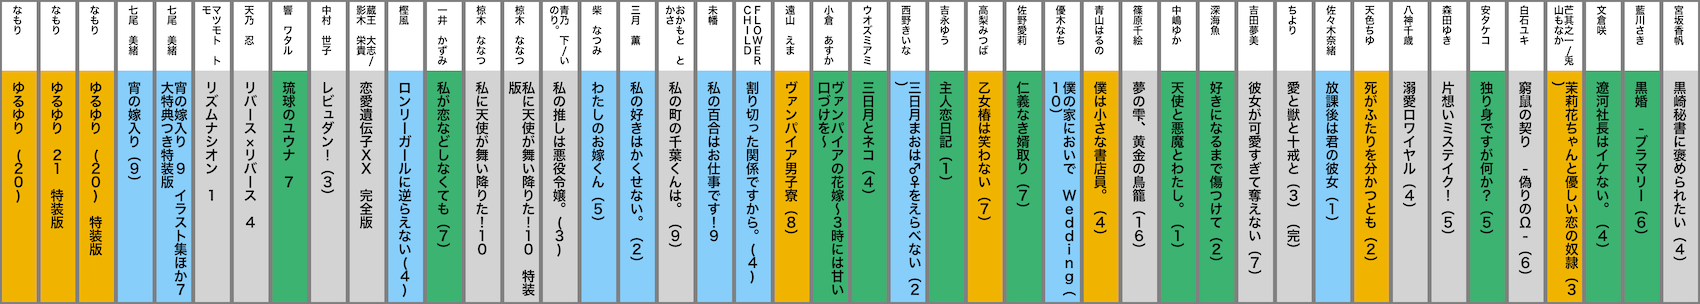 宮坂香帆
黒崎秘書に褒められたい (4)
藍川さき
黒婚 -ブラマリー (6)
文倉咲
遼河社長はイケない。 (4)
芒其之一/兎
山もなか
茉莉花ちゃんと優しい恋の奴隷 (3
)
安タケコ
独り身ですが何か? (5)
白石ユキ
窮鼠の契り -偽りのΩ- (6)
森田ゆき
片想いミステイク! (5)
八神千歳
溺愛ロワイヤル (4)
天色ちゆ
死がふたりを分かつとも (2)
佐々木奈緒
放課後は君の彼女 (1)
ちより
愛と獣と十戒と (3) (完)
吉田夢美
彼女が可愛すぎて奪えない (7)
深海魚
好きになるまで傷つけて (2)
中嶋ゆか
天使と悪魔とわたし。 (1)
篠原千絵
夢の雫、黄金の鳥籠 (16)
青山はるの
僕は小さな書店員。 (4)
優木なち
僕の家においで Wedding (
10)
佐野愛莉
仁義なき婿取り (7)
高梨みつば
乙女椿は笑わない (7)
吉永ゆう
主人恋日記 (1)
西野きいな
三日月まおは♂♀をえらべない (2
)
ウオズミアミ
三日月とネコ (4)
小倉 あすか
ヴァンパイアの花嫁~3時には甘い
口づけを~
遠山 えま
ヴァンパイア男子寮 (8)
FLOWER
CHILD
割り切った関係ですから。(4)
未幡
私の百合はお仕事です!9
おかもと と
かさ
私の町の千葉くんは。 (9)
三月 薫
私の好きはかくせない。 (2)
柴 なつみ
わたしのお嫁くん (5)
青乃 下/い
のり。
私の推しは悪役令嬢。 (3)
椋木 ななつ
私に天使が舞い降りた!10 特装
版
椋木 ななつ
私に天使が舞い降りた!10
一井 かずみ
私が恋などしなくても (7)
樫風
ロンリーガールに逆らえない(4)
蔵王 大志/
影木 栄貴
恋愛遺伝子XX 完全版
中村 世子
レビュダン! (3)
響 ワタル
琉球のユウナ 7
天乃 忍
リバース×リバース 4
マツモト ト
モ
リズムナシオン 1
七尾 美緒
宵の嫁入り 9 イラスト集ほか7
大特典つき特装版
七尾 美緒
宵の嫁入り (9)
なもり
ゆるゆり (20) 特装版
なもり
ゆるゆり 21 特装版
なもり
ゆるゆり (20)